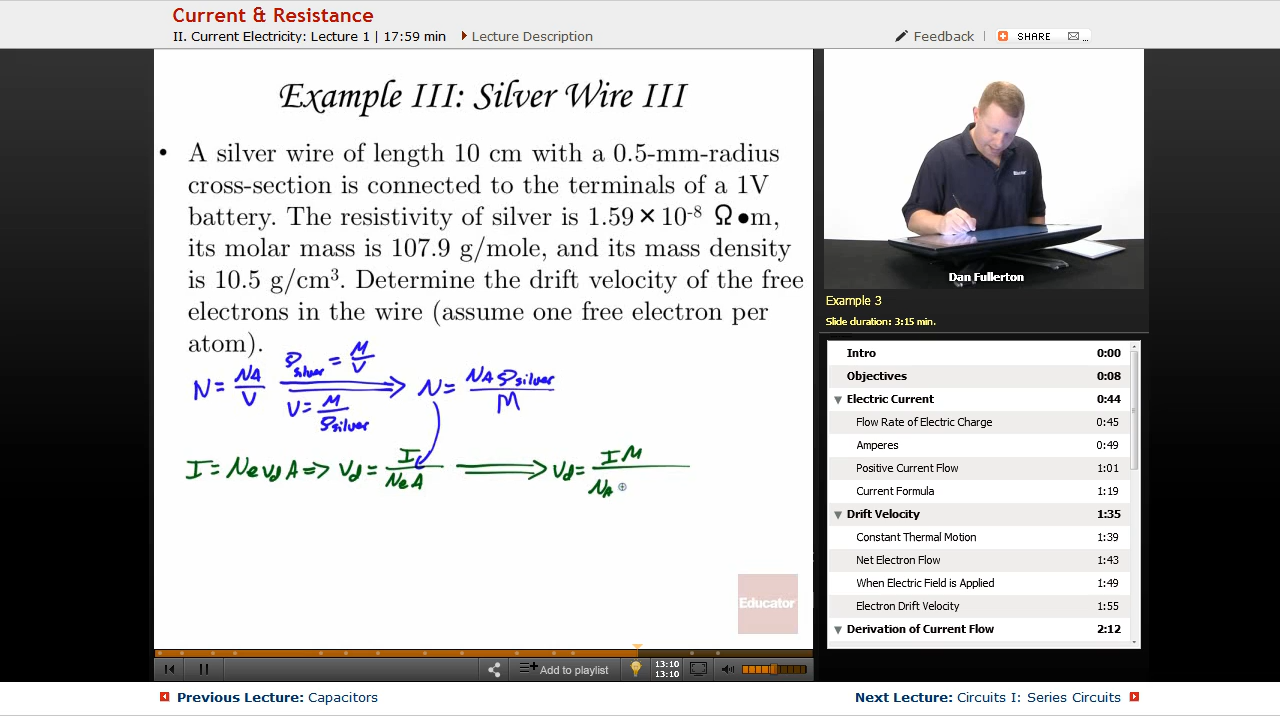 Current & Resistance
II. Current Electricity: Lecture 1 | 17:59 min Lecture Description
Feedback | SHARE ...
Example III: Silver Wire III
• A silver wire of length 10 cm with a 0.5-mm-radius
cross-section is connected to the terminals of a 1V
battery. The resistivity of silver is 1.59×10⁻⁸ Ω•m,
its molar mass is 107.9 g/mole, and its mass density
is 10.5 g/cm³. Determine the drift velocity of the free
electrons in the wire (assume one free electron per
atom).
N = NA/V ρsilver = M/V V = M/ρsilver ⇒ N = NA ρsilver/M
I = NevdA ⇒ vd = I/NeA ⇒ vd = IM/NA
Educator
13:10
13:10
Add to playlist
Educator
Dan Fullerton
Example 3
Slide duration: 3:15 min.
Intro 0:00
Objectives 0:08
Electric Current 0:44
Flow Rate of Electric Charge 0:45
Amperes 0:49
Positive Current Flow 1:01
Current Formula 1:19
Drift Velocity 1:35
Constant Thermal Motion 1:39
Net Electron Flow 1:43
When Electric Field is Applied 1:49
Electron Drift Velocity 1:55
Derivation of Current Flow 2:12
Previous Lecture: Capacitors
Next Lecture: Circuits I: Series Circuits